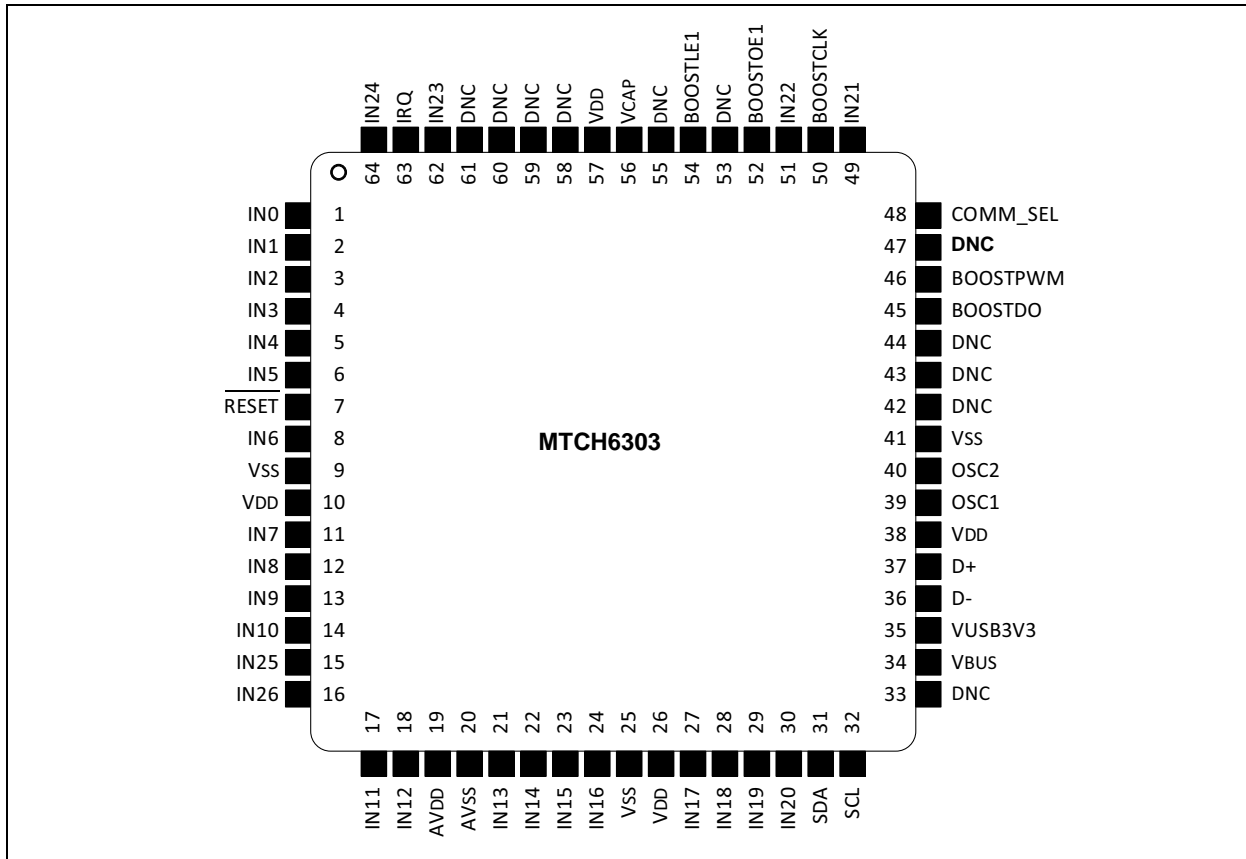 IN24
IRQ
IN23
DNC
DNC
DNC
DNC
VDD
VCAP
DNC
BOOSTLE1
DNC
BOOSTOE1
IN22
BOOSTCLK
IN21
64
63
62
61
60
59
58
57
56
55
54
53
52
51
50
49
IN0 1
IN1 2
IN2 3
IN3 4
IN4 5
IN5 6
RESET 7
IN6 8
VSS 9
VDD 10
IN7 11
IN8 12
IN9 13
IN10 14
IN25 15
IN26 16
MTCH6303
48 COMM_SEL
47 DNC
46 BOOSTPWM
45 BOOSTDO
44 DNC
43 DNC
42 DNC
41 VSS
40 OSC2
39 OSC1
38 VDD
37 D+
36 D-
35 VUSB3V3
34 VBUS
33 DNC
17
18
19
20
21
22
23
24
25
26
27
28
29
30
31
32
IN11
IN12
AVDD
AVSS
IN13
IN14
IN15
IN16
VSS
VDD
IN17
IN18
IN19
IN20
SDA
SCL